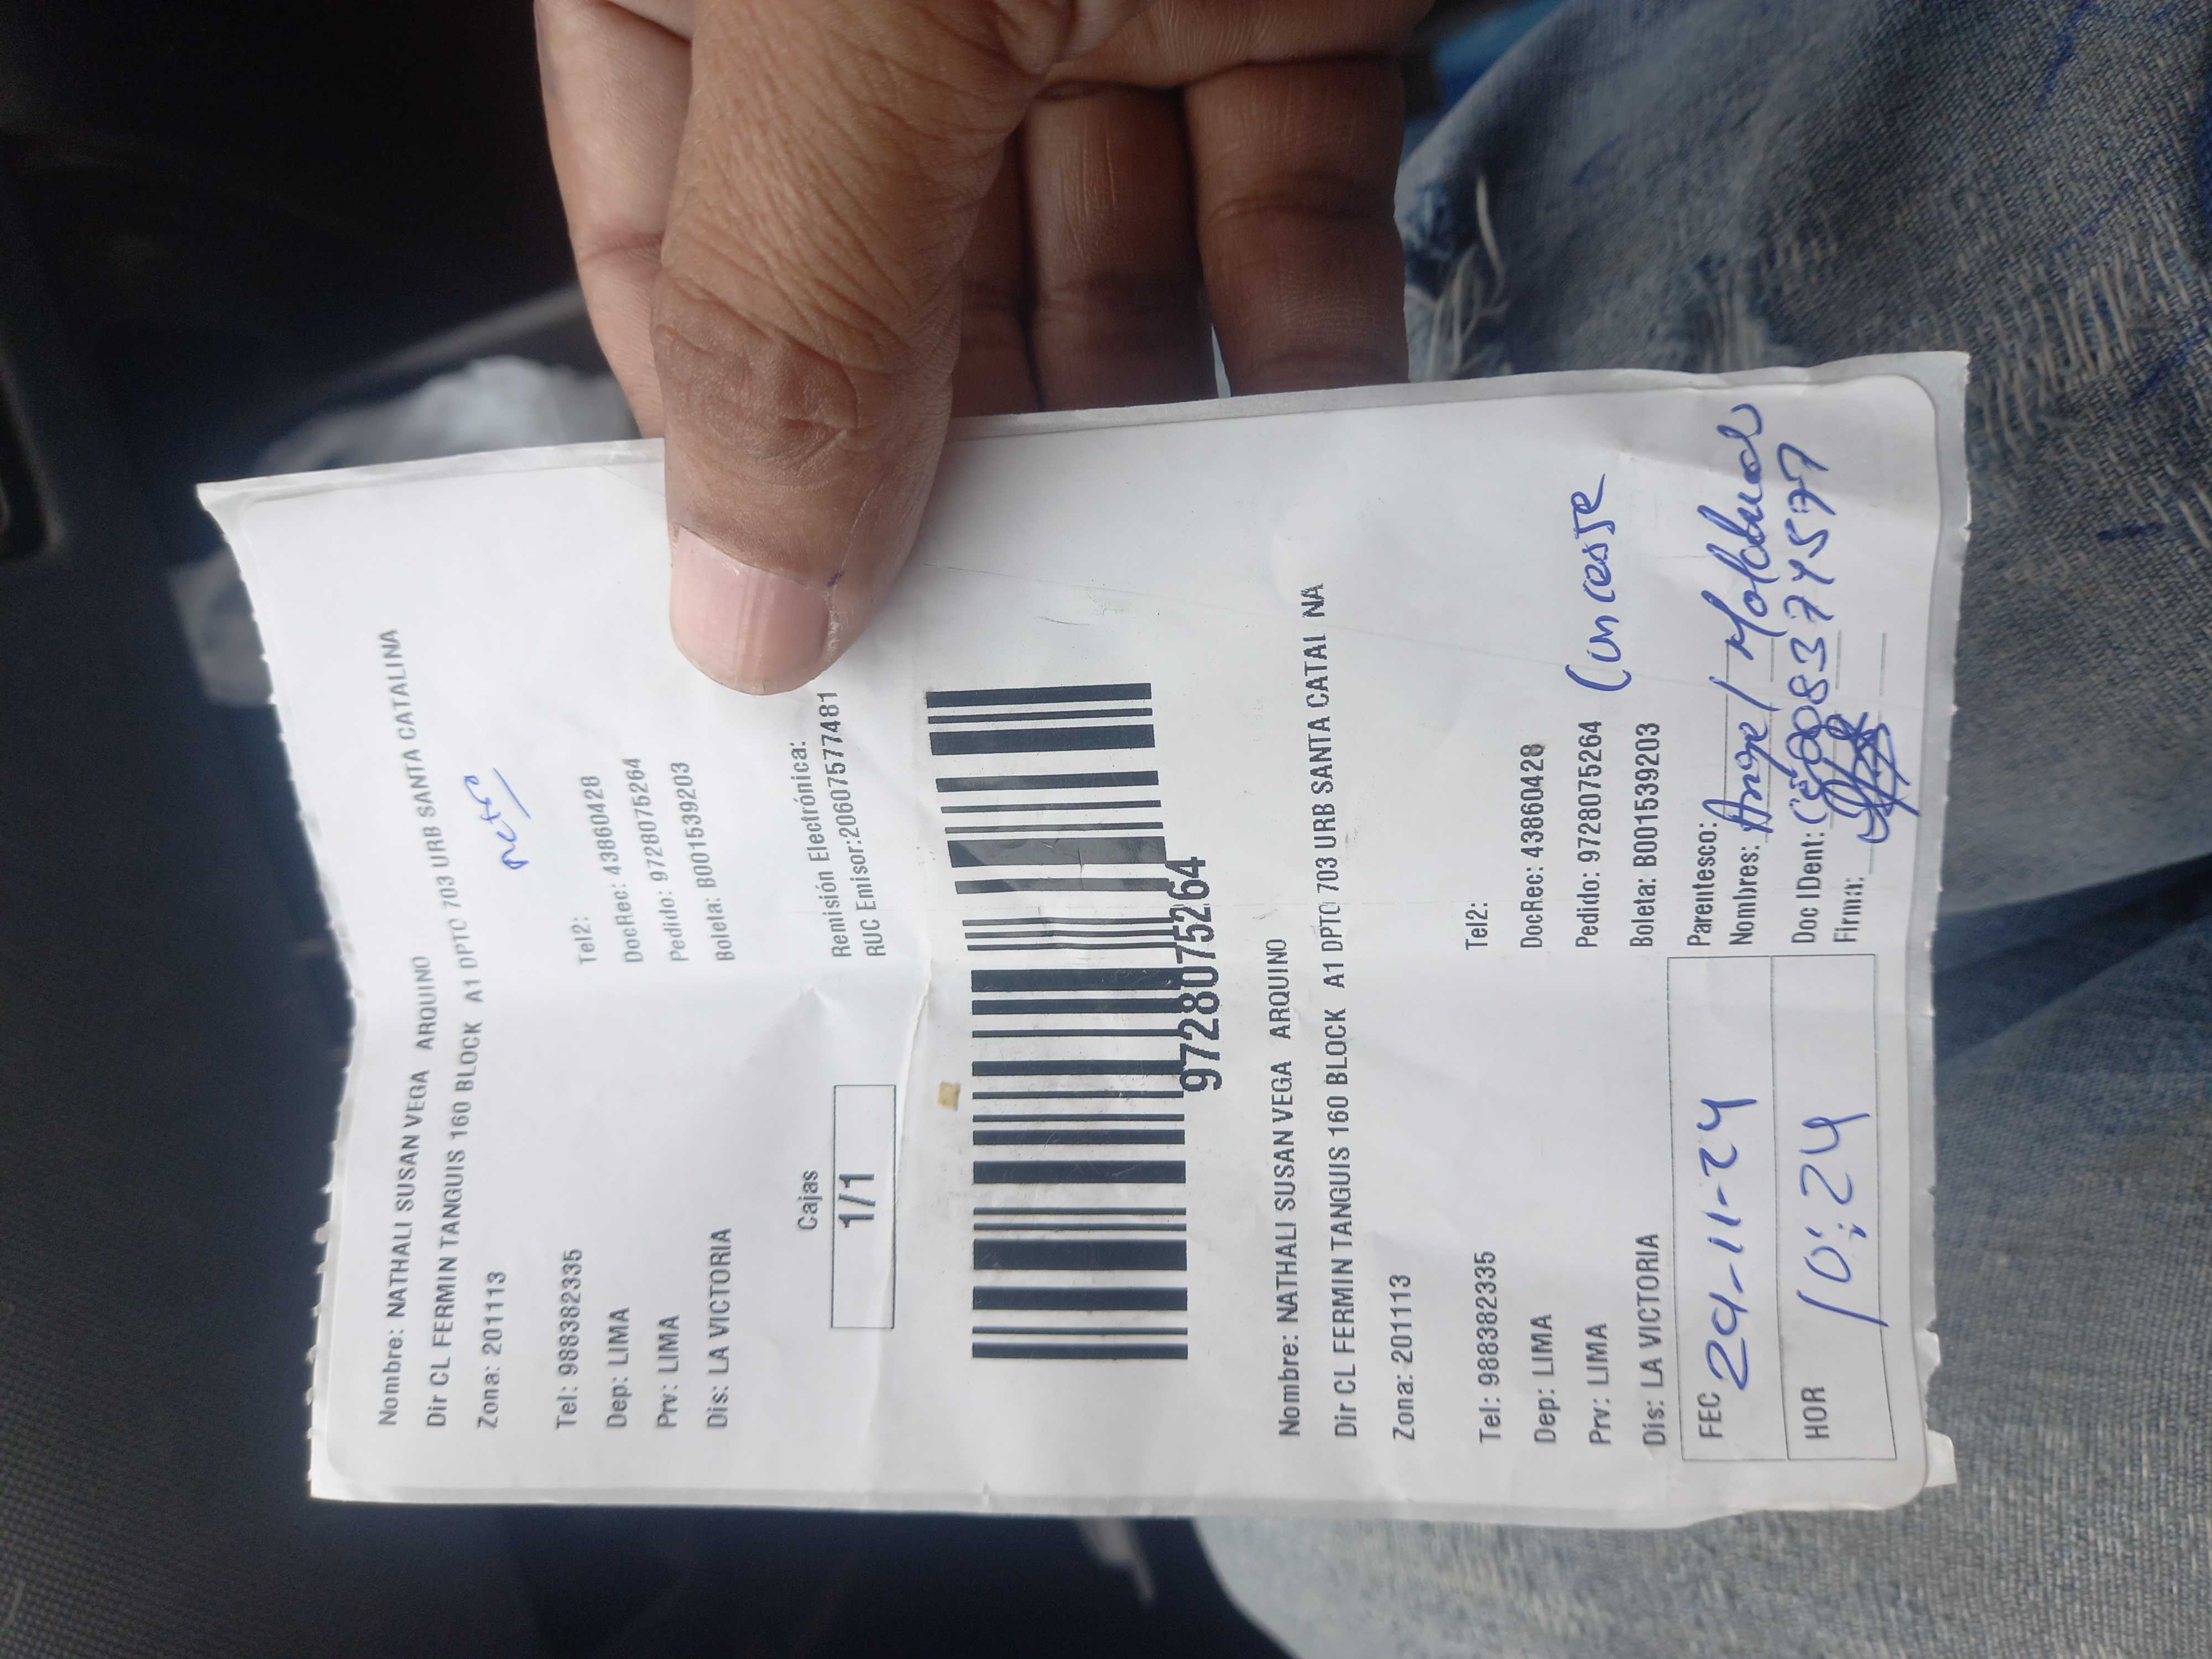 Nombre: NATHALI SUSAN VEGA ARQUINO
Dir CL FERMIN TANGUIS 160 BLOCK A1 DPTO 703 URB SANTA CATALINA
Zona: 201113
Tel: 988382335 Tel2:
Dep: LIMA DocRec: 43860428
Prv: LIMA Pedido: 9728075264
Dis: LA VICTORIA Boleta: B001539203
Cajas
1/1
Remisión Electrónica:
RUC Emisor:20607577481
9728075264
Nombre: NATHALI SUSAN VEGA ARQUINO
Dir CL FERMIN TANGUIS 160 BLOCK A1 DPTO 703 URB SANTA CATAL NA
Zona: 201113
Tel: 988382335 Tel2:
Dep: LIMA DocRec: 43860428
Prv: LIMA Pedido: 9728075264
Dis: LA VICTORIA Boleta: B001539203
FEC 29-11-24
HOR 10:24
Parentesco:
Nombres: Angel
Doc IDent:
Firma: